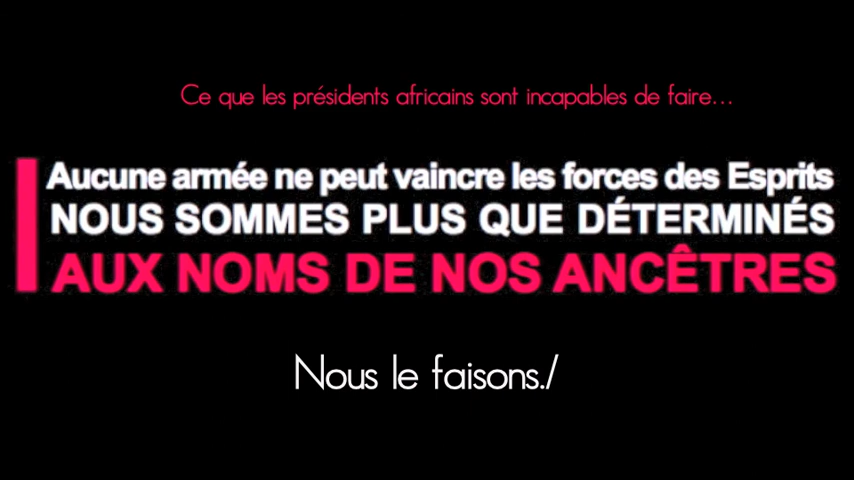 Ce que les présidents africains sont incapables de faire...
Aucune armée ne peut vaincre les forces des Esprits
NOUS SOMMES PLUS QUE DÉTERMINÉS
AUX NOMS DE NOS ANCÊTRES
Nous le faisons./